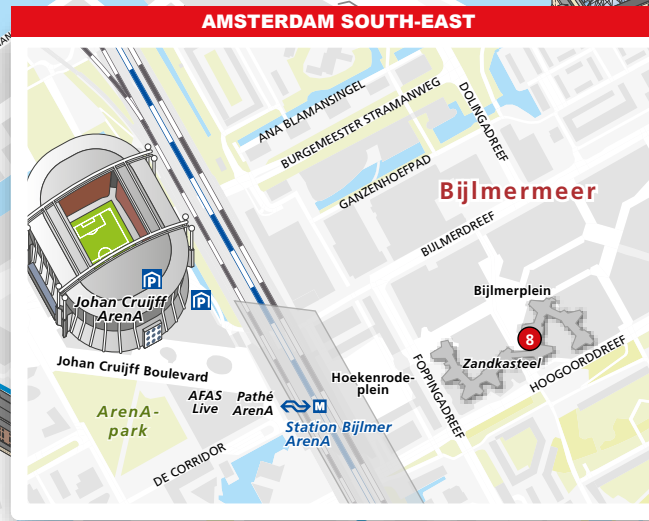 AMSTERDAM SOUTH-EAST
ANA BLAMANSINGEL
BURGEMEESTER STRAMANWEG
DOLINGADREEF
GANZENHOEFPAD
Bijlmermeer
BIJLMERDREEF
P
P
Johan Cruijff
ArenA
Bijlmerplein
8
Zandkasteel
HOOGOORDDREEF
FOPPINGADREEF
Johan Cruijff Boulevard
Hoekenrode-
plein
AFAS
Live
Pathé
ArenA
M
Station Bijlmer
ArenA
ArenA-
park
DE CORRIDOR